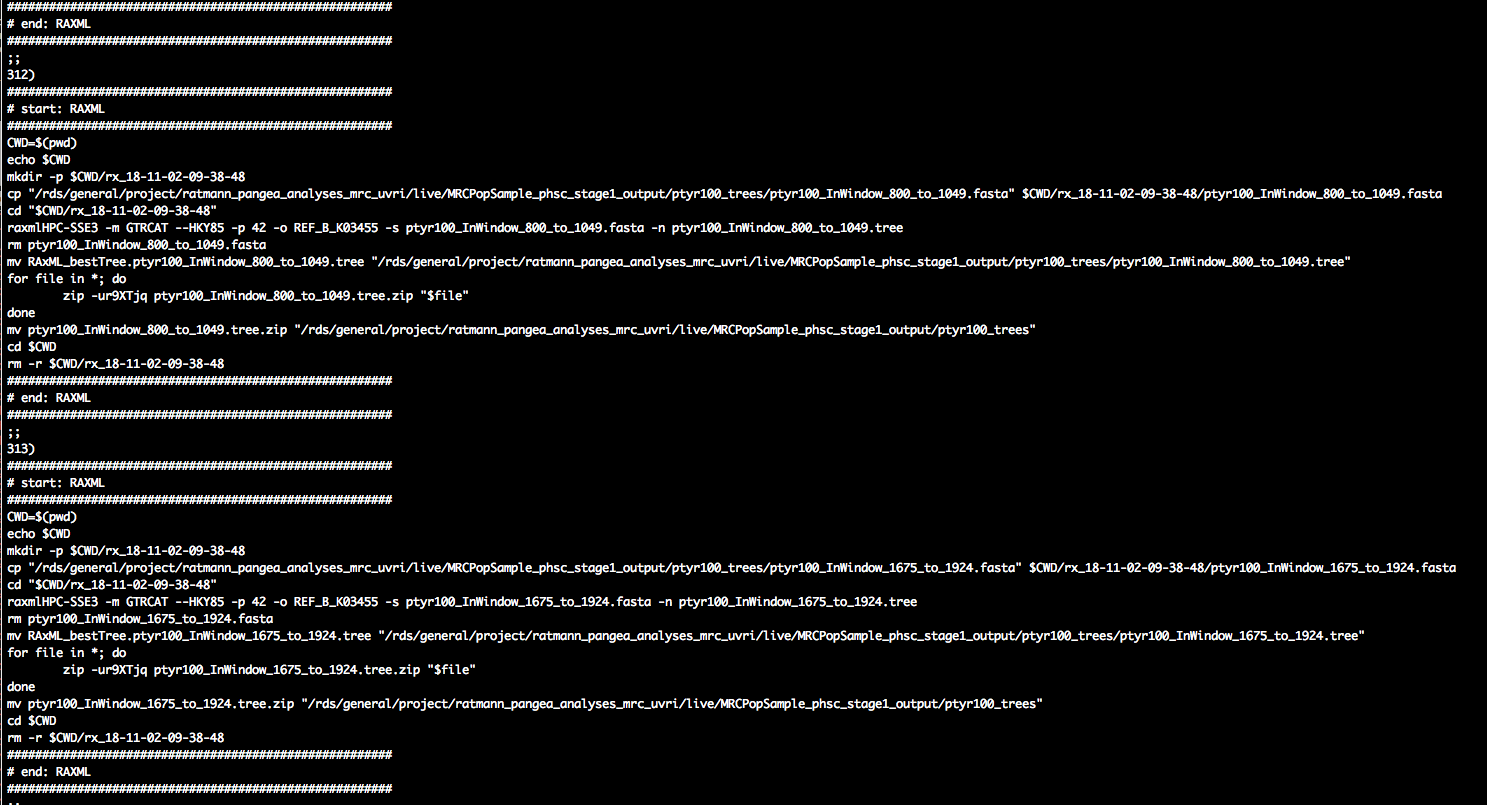 #######################################################
# end: RAXML
#######################################################
;;
312)
#######################################################
# start: RAXML
#######################################################
CWD=$(pwd)
echo $CWD
mkdir -p $CWD/rx_18-11-02-09-38-48
cp "/rds/general/project/ratmann_pangea_analyses_mrc_uvri/live/MRCPopSample_phsc_stage1_output/ptyr100_trees/ptyr100_InWindow_800_to_1049.fasta" $CWD/rx_18-11-02-09-38-48/ptyr100_InWindow_800_to_1049.fasta
cd "$CWD/rx_18-11-02-09-38-48"
raxmlHPC-SSE3 -m GTRCAT --HKY85 -p 42 -o REF_B_K03455 -s ptyr100_InWindow_800_to_1049.fasta -n ptyr100_InWindow_800_to_1049.tree
rm ptyr100_InWindow_800_to_1049.fasta
mv RAxML_bestTree.ptyr100_InWindow_800_to_1049.tree "/rds/general/project/ratmann_pangea_analyses_mrc_uvri/live/MRCPopSample_phsc_stage1_output/ptyr100_trees/ptyr100_InWindow_800_to_1049.tree"
for file in *; do
        zip -ur9XTjq ptyr100_InWindow_800_to_1049.tree.zip "$file"
done
mv ptyr100_InWindow_800_to_1049.tree.zip "/rds/general/project/ratmann_pangea_analyses_mrc_uvri/live/MRCPopSample_phsc_stage1_output/ptyr100_trees"
cd $CWD
rm -r $CWD/rx_18-11-02-09-38-48
#######################################################
# end: RAXML
#######################################################
;;
313)
#######################################################
# start: RAXML
#######################################################
CWD=$(pwd)
echo $CWD
mkdir -p $CWD/rx_18-11-02-09-38-48
cp "/rds/general/project/ratmann_pangea_analyses_mrc_uvri/live/MRCPopSample_phsc_stage1_output/ptyr100_trees/ptyr100_InWindow_1675_to_1924.fasta" $CWD/rx_18-11-02-09-38-48/ptyr100_InWindow_1675_to_1924.fasta
cd "$CWD/rx_18-11-02-09-38-48"
raxmlHPC-SSE3 -m GTRCAT --HKY85 -p 42 -o REF_B_K03455 -s ptyr100_InWindow_1675_to_1924.fasta -n ptyr100_InWindow_1675_to_1924.tree
rm ptyr100_InWindow_1675_to_1924.fasta
mv RAxML_bestTree.ptyr100_InWindow_1675_to_1924.tree "/rds/general/project/ratmann_pangea_analyses_mrc_uvri/live/MRCPopSample_phsc_stage1_output/ptyr100_trees/ptyr100_InWindow_1675_to_1924.tree"
for file in *; do
        zip -ur9XTjq ptyr100_InWindow_1675_to_1924.tree.zip "$file"
done
mv ptyr100_InWindow_1675_to_1924.tree.zip "/rds/general/project/ratmann_pangea_analyses_mrc_uvri/live/MRCPopSample_phsc_stage1_output/ptyr100_trees"
cd $CWD
rm -r $CWD/rx_18-11-02-09-38-48
#######################################################
# end: RAXML
#######################################################
;;